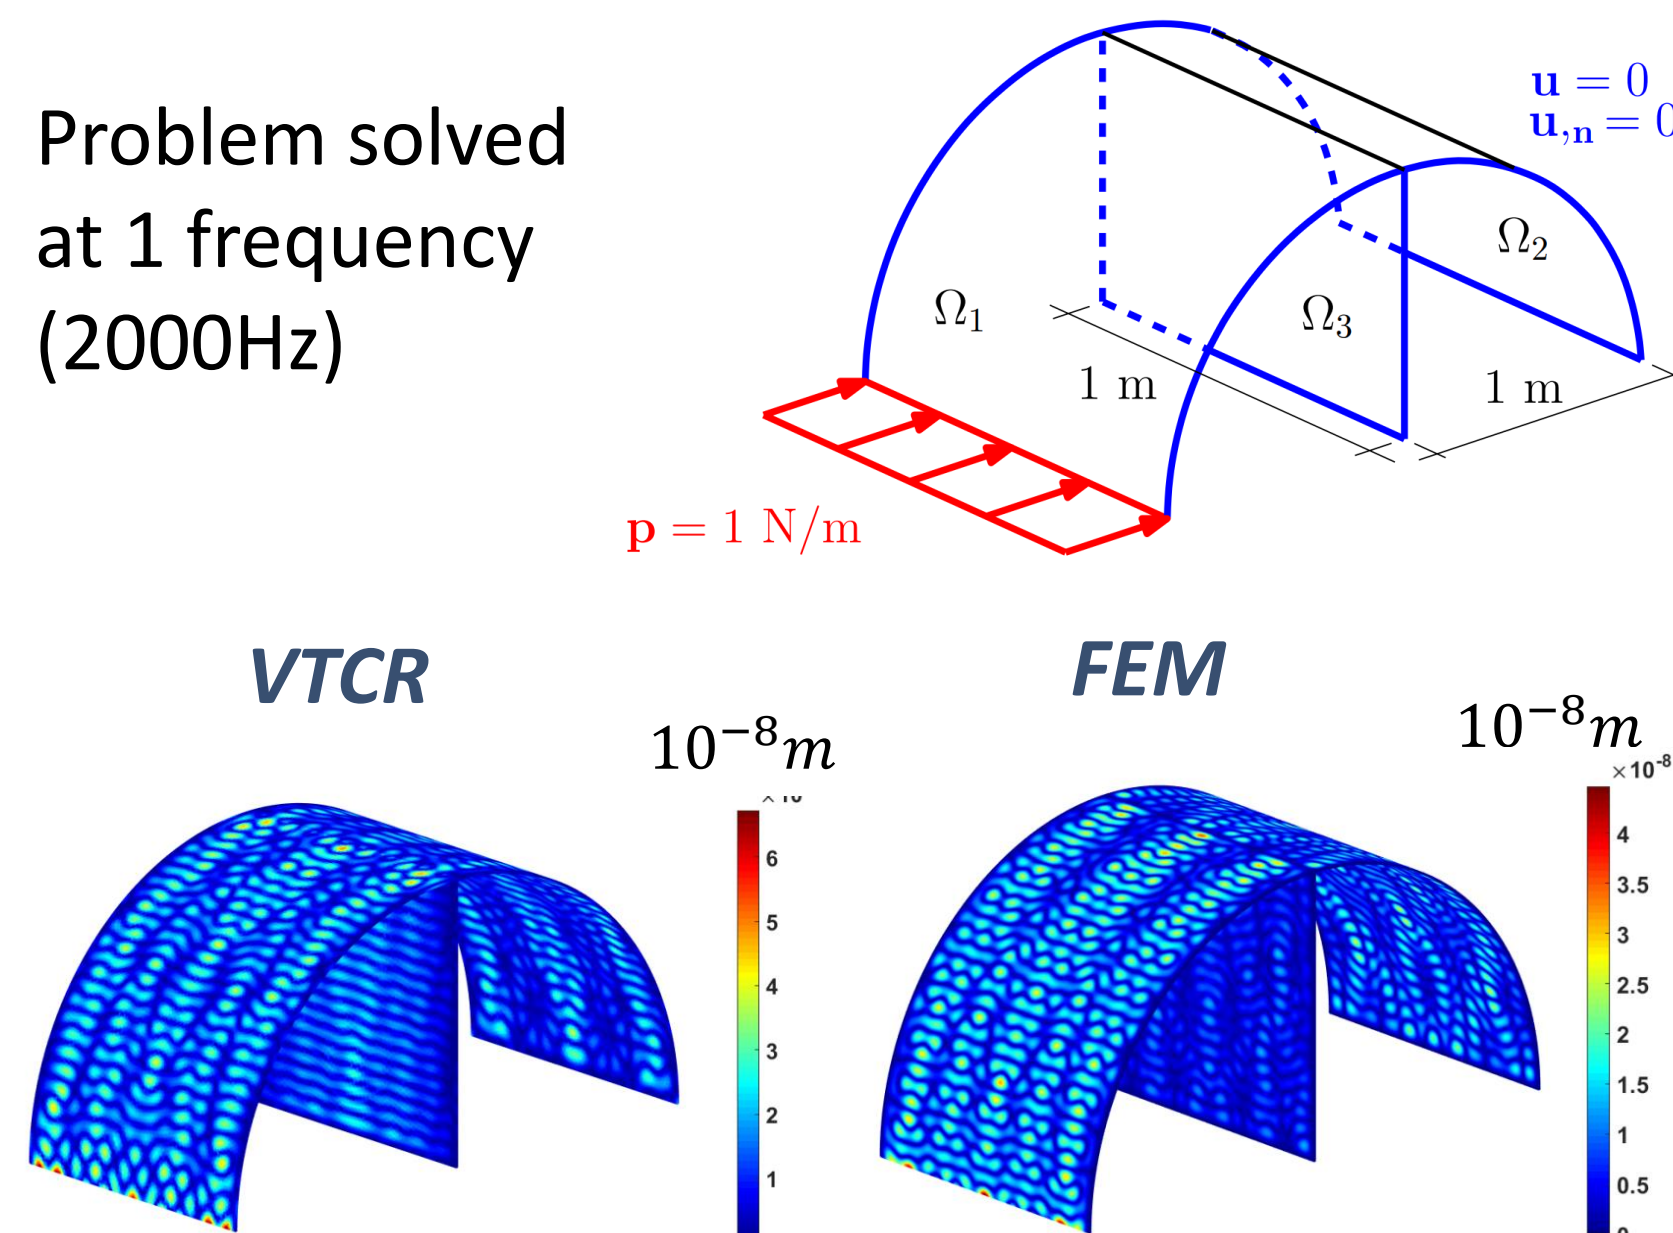 Problem solved
at 1 frequency
(2000Hz)
u = 0
u,n = 0
Ω2
Ω1
Ω3
1 m
1 m
p = 1 N/m
VTCR
FEM
10⁻⁸m
10⁻⁸m
×10⁻⁸
6
5
4
3
2
1
4
3.5
3
2.5
2
1.5
1
0.5